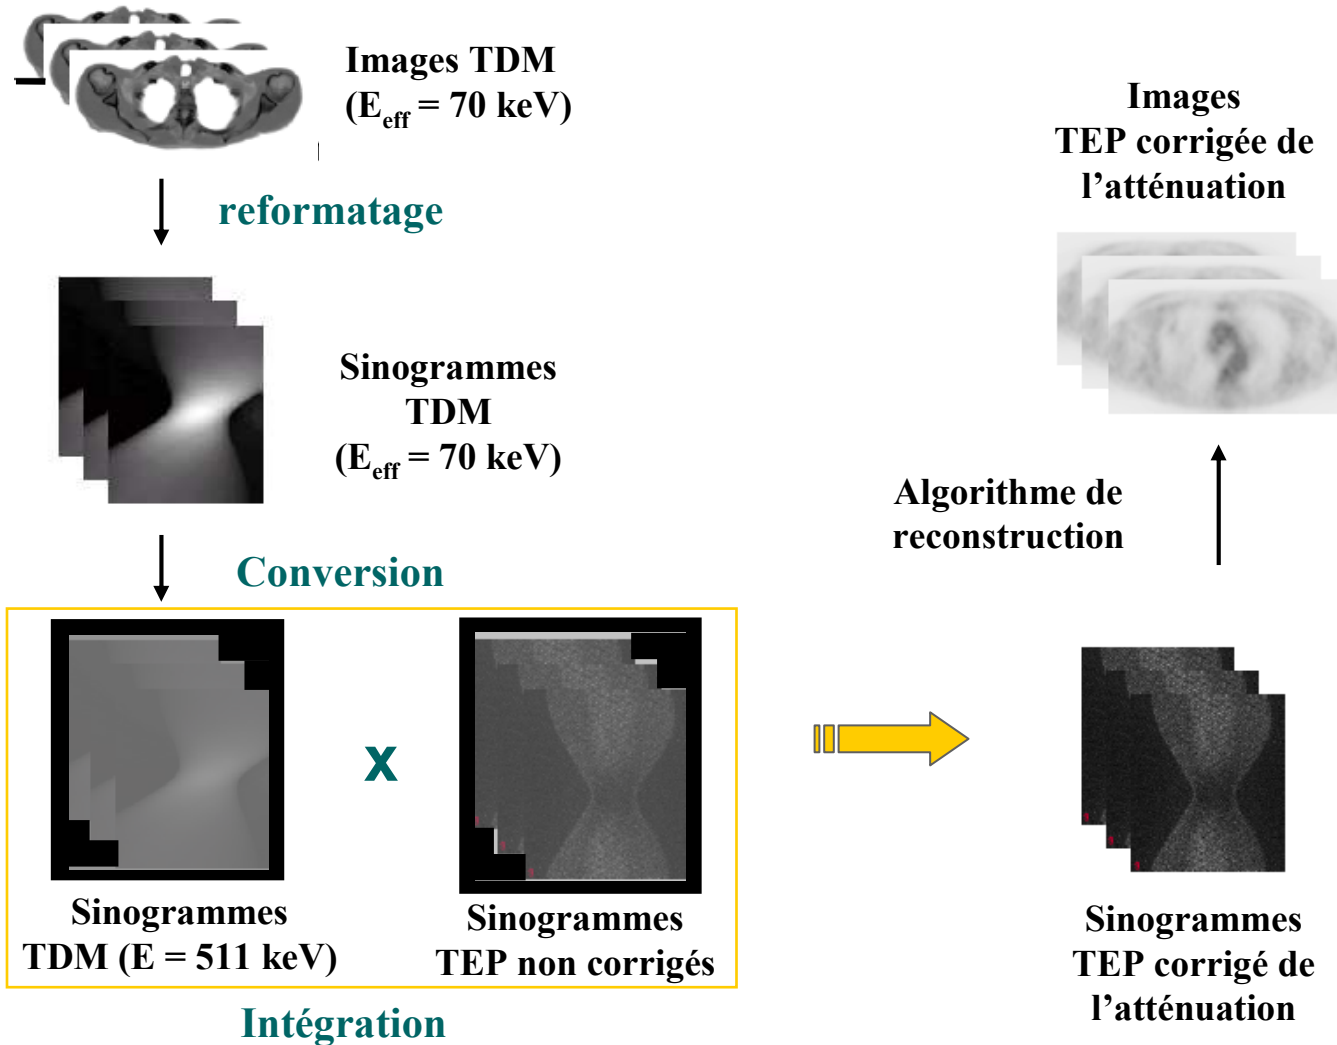 Images TDM
(Eeff = 70 keV)
reformatage
Sinogrammes
TDM
(Eeff = 70 keV)
Conversion
x
Sinogrammes
TDM (E = 511 keV)
Sinogrammes
TEP non corrigés
Intégration
Images
TEP corrigée de
l’atténuation
Algorithme de
reconstruction
Sinogrammes
TEP corrigé de
l’atténuation